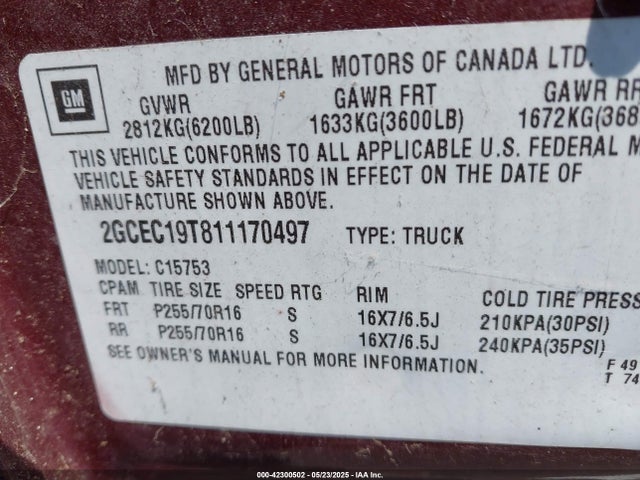 MFD BY GENERAL MOTORS OF CANADA LTD.
GM
GVWR GAWR FRT GAWR RR
2812KG(6200LB) 1633KG(3600LB) 1672KG(368
THIS VEHICLE CONFORMS TO ALL APPLICABLE U.S. FEDERAL M
VEHICLE SAFETY STANDARDS IN EFFECT ON THE DATE OF
MANUFACTURE SHOWN ABOVE.
2GCEC19T811170497 TYPE: TRUCK
MODEL: C15753
CPAM TIRE SIZE SPEED RTG RIM COLD TIRE PRESS
FRT P255/70R16 S 16X7/6.5J 210KPA(30PSI)
RR P255/70R16 S 16X7/6.5J 240KPA(35PSI)
SEE OWNER'S MANUAL FOR MORE INFORMATION.
F 49
T 74
000-42300502 - 05/23/2025 - IAA Inc.